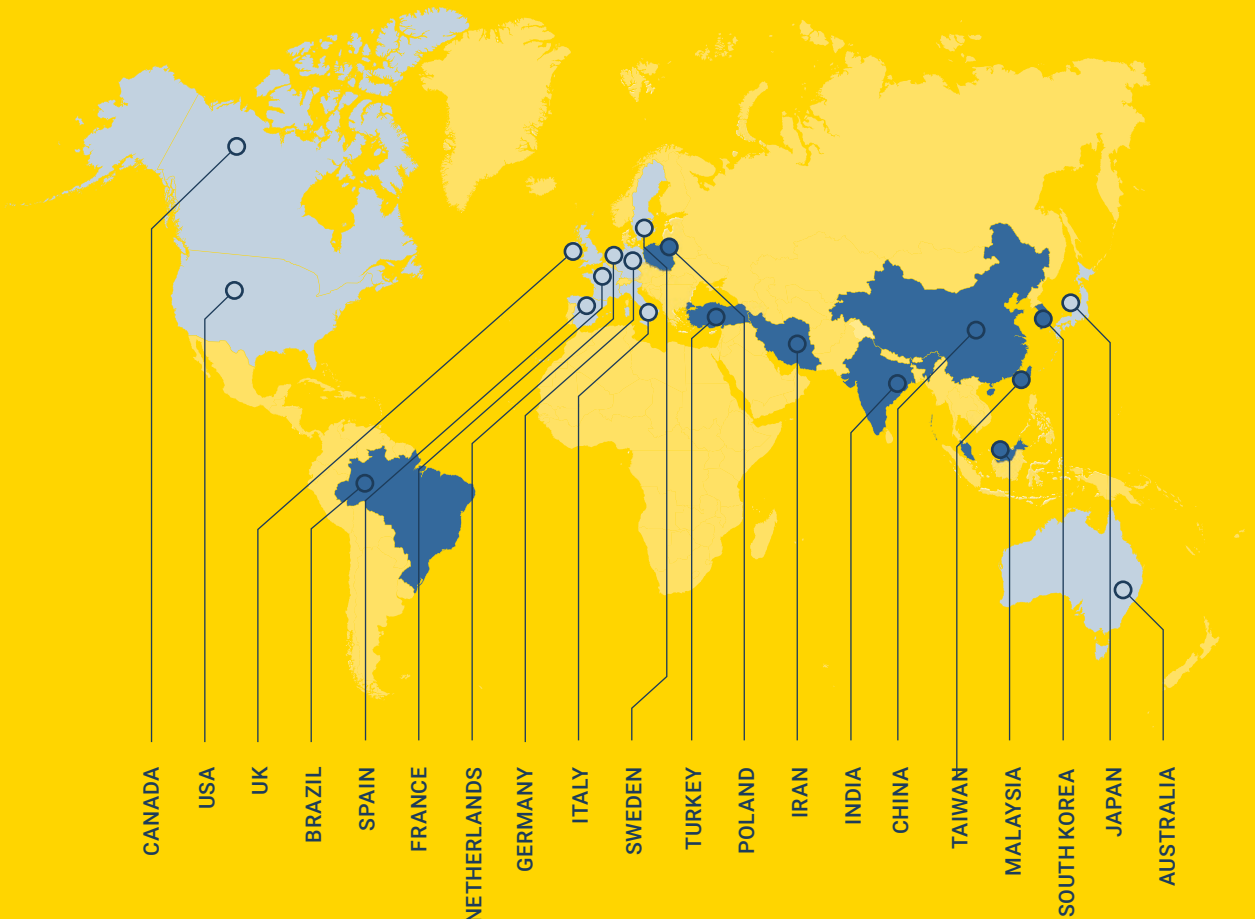 CANADA
USA
UK
BRAZIL
SPAIN
FRANCE
NETHERLANDS
GERMANY
ITALY
SWEDEN
TURKEY
POLAND
IRAN
INDIA
CHINA
TAIWAN
MALAYSIA
SOUTH KOREA
JAPAN
AUSTRALIA